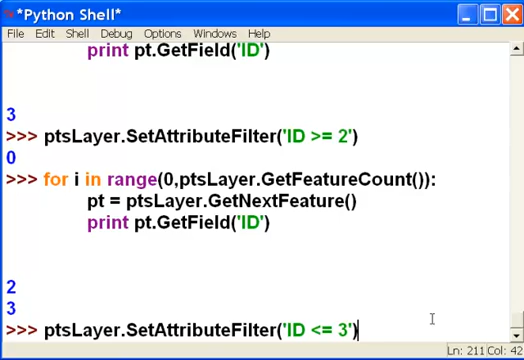 *Python Shell*
File Edit Shell Debug Options Windows Help
print pt.GetField('ID')
3
>>> ptsLayer.SetAttributeFilter('ID >= 2')
0
>>> for i in range(0,ptsLayer.GetFeatureCount()):
pt = ptsLayer.GetNextFeature()
print pt.GetField('ID')
2
3
>>> ptsLayer.SetAttributeFilter('ID <= 3')
Ln: 211 Col: 42